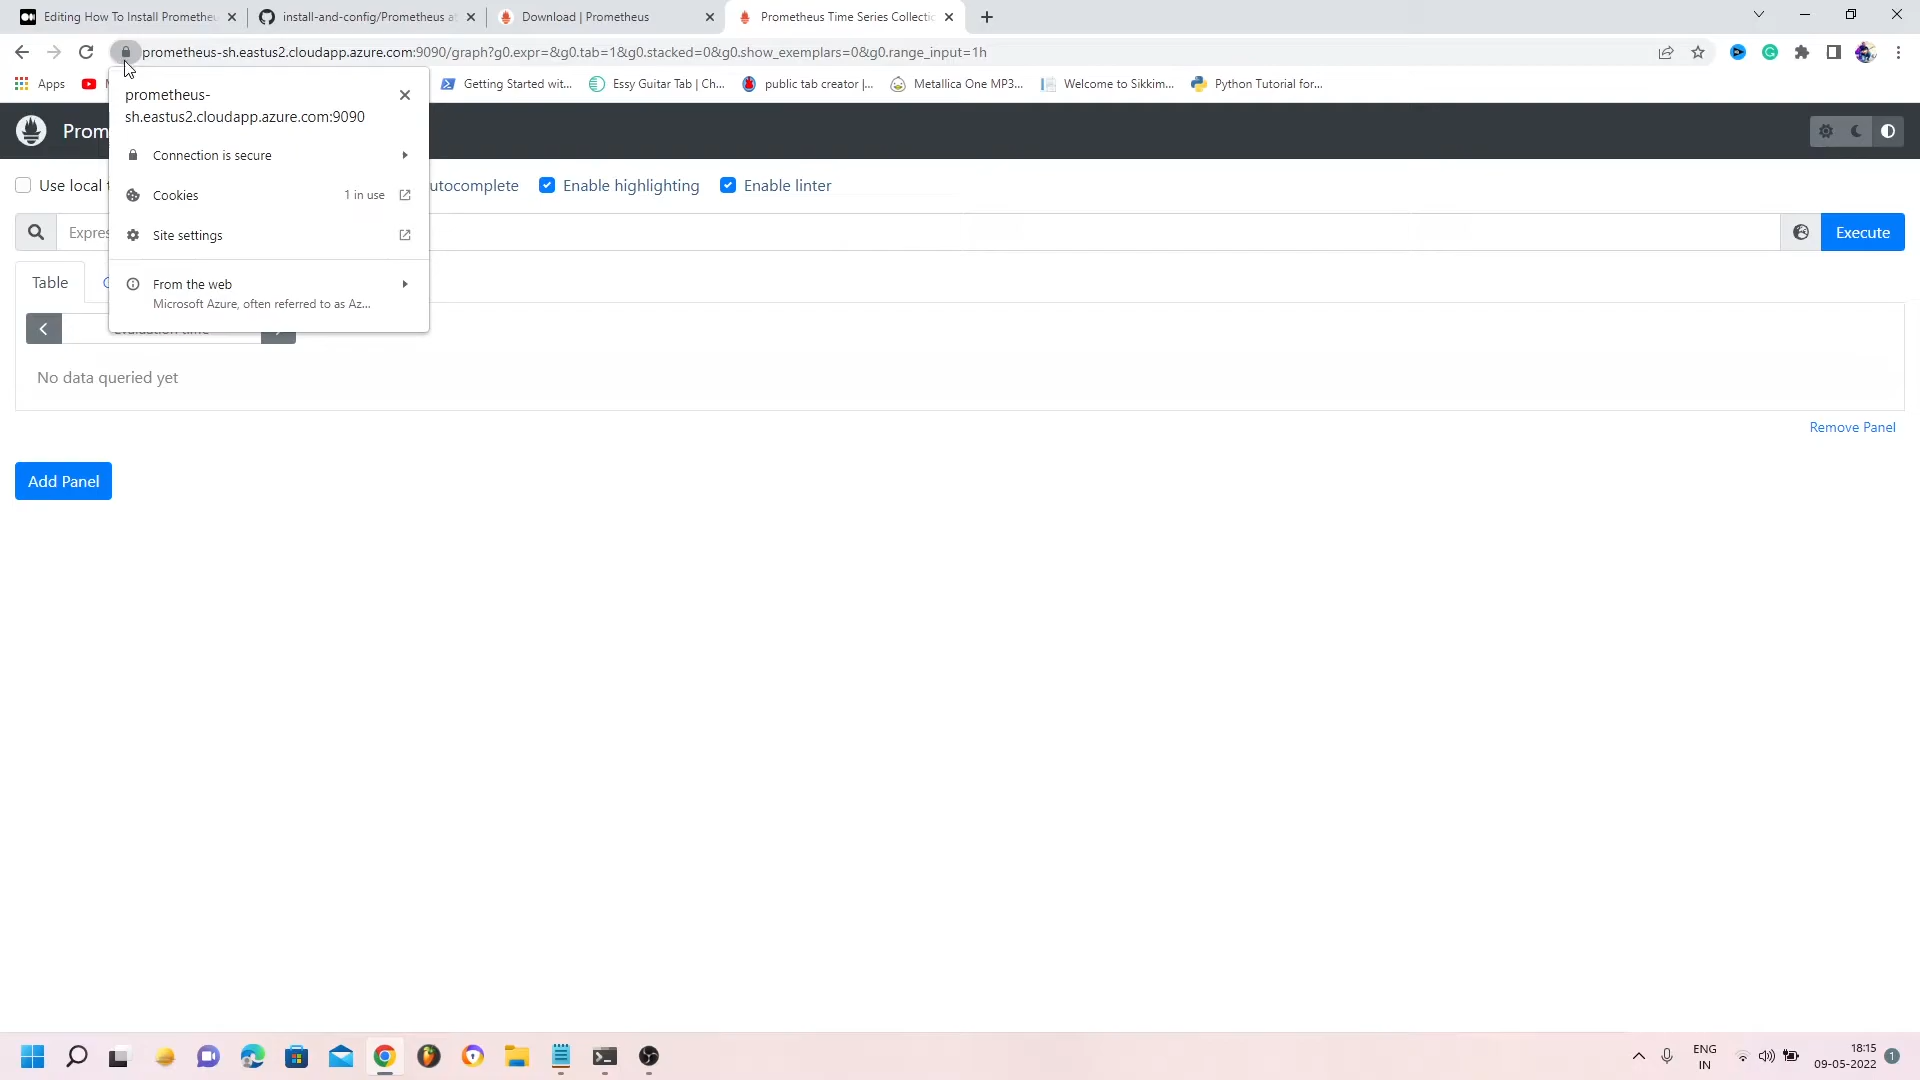 Editing How To Install Prometheu
install-and-config/Prometheus at
Download | Prometheus
Prometheus Time Series Collectic
prometheus-sh.eastus2.cloudapp.azure.com:9090/graph?g0.expr=&g0.tab=1&g0.stacked=0&g0.show_exemplars=0&g0.range_input=1h
Apps
Getting Started wit...
Essy Guitar Tab | Ch...
public tab creator |...
Metallica One MP3...
Welcome to Sikkim...
Python Tutorial for...
prometheus-
sh.eastus2.cloudapp.azure.com:9090
Prom
Connection is secure
Use local
utocomplete
Enable highlighting
Enable linter
Cookies
1 in use
Expres
Site settings
Execute
Table
From the web
Microsoft Azure, often referred to as Az...
Evaluation time
No data queried yet
Remove Panel
Add Panel
ENG
IN
18:15
09-05-2022
1